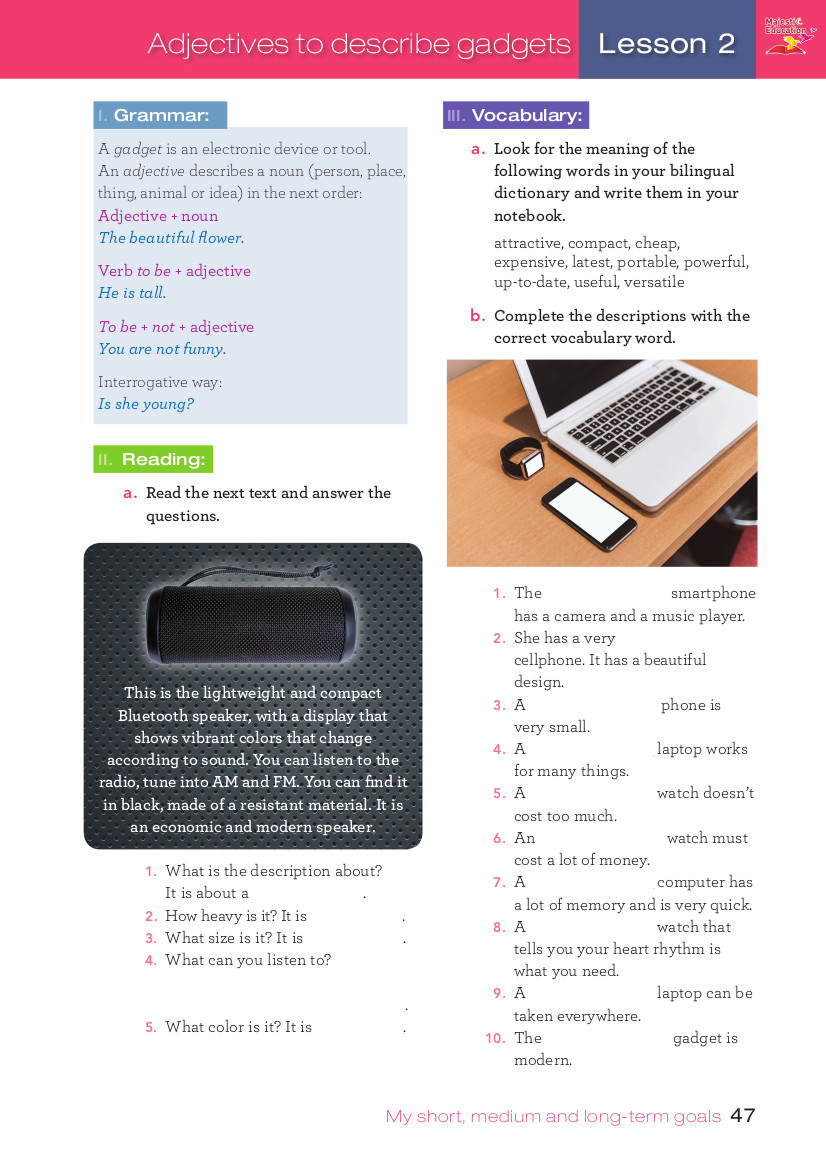 Adjectives to describe gadgets
Lesson 2
Majestic
Education
I. Grammar:
A gadget is an electronic device or tool.
An adjective describes a noun (person, place,
thing, animal or idea) in the next order:
Adjective + noun
The beautiful flower.
Verb to be + adjective
He is tall.
To be + not + adjective
You are not funny.
Interrogative way:
Is she young?
II. Reading:
a. Read the next text and answer the
questions.
This is the lightweight and compact
Bluetooth speaker, with a display that
shows vibrant colors that change
according to sound. You can listen to the
radio, tune into AM and FM. You can find it
in black, made of a resistant material. It is
an economic and modern speaker.
1. What is the description about?
It is about a .
2. How heavy is it? It is .
3. What size is it? It is .
4. What can you listen to?
.
5. What color is it? It is .
III. Vocabulary:
a. Look for the meaning of the
following words in your bilingual
dictionary and write them in your
notebook.
attractive, compact, cheap,
expensive, latest, portable, powerful,
up-to-date, useful, versatile
b. Complete the descriptions with the
correct vocabulary word.
1. The smartphone
has a camera and a music player.
2. She has a very
cellphone. It has a beautiful
design.
3. A phone is
very small.
4. A laptop works
for many things.
5. A watch doesn't
cost too much.
6. An watch must
cost a lot of money.
7. A computer has
a lot of memory and is very quick.
8. A watch that
tells you your heart rhythm is
what you need.
9. A laptop can be
taken everywhere.
10. The gadget is
modern.
My short, medium and long-term goals 47